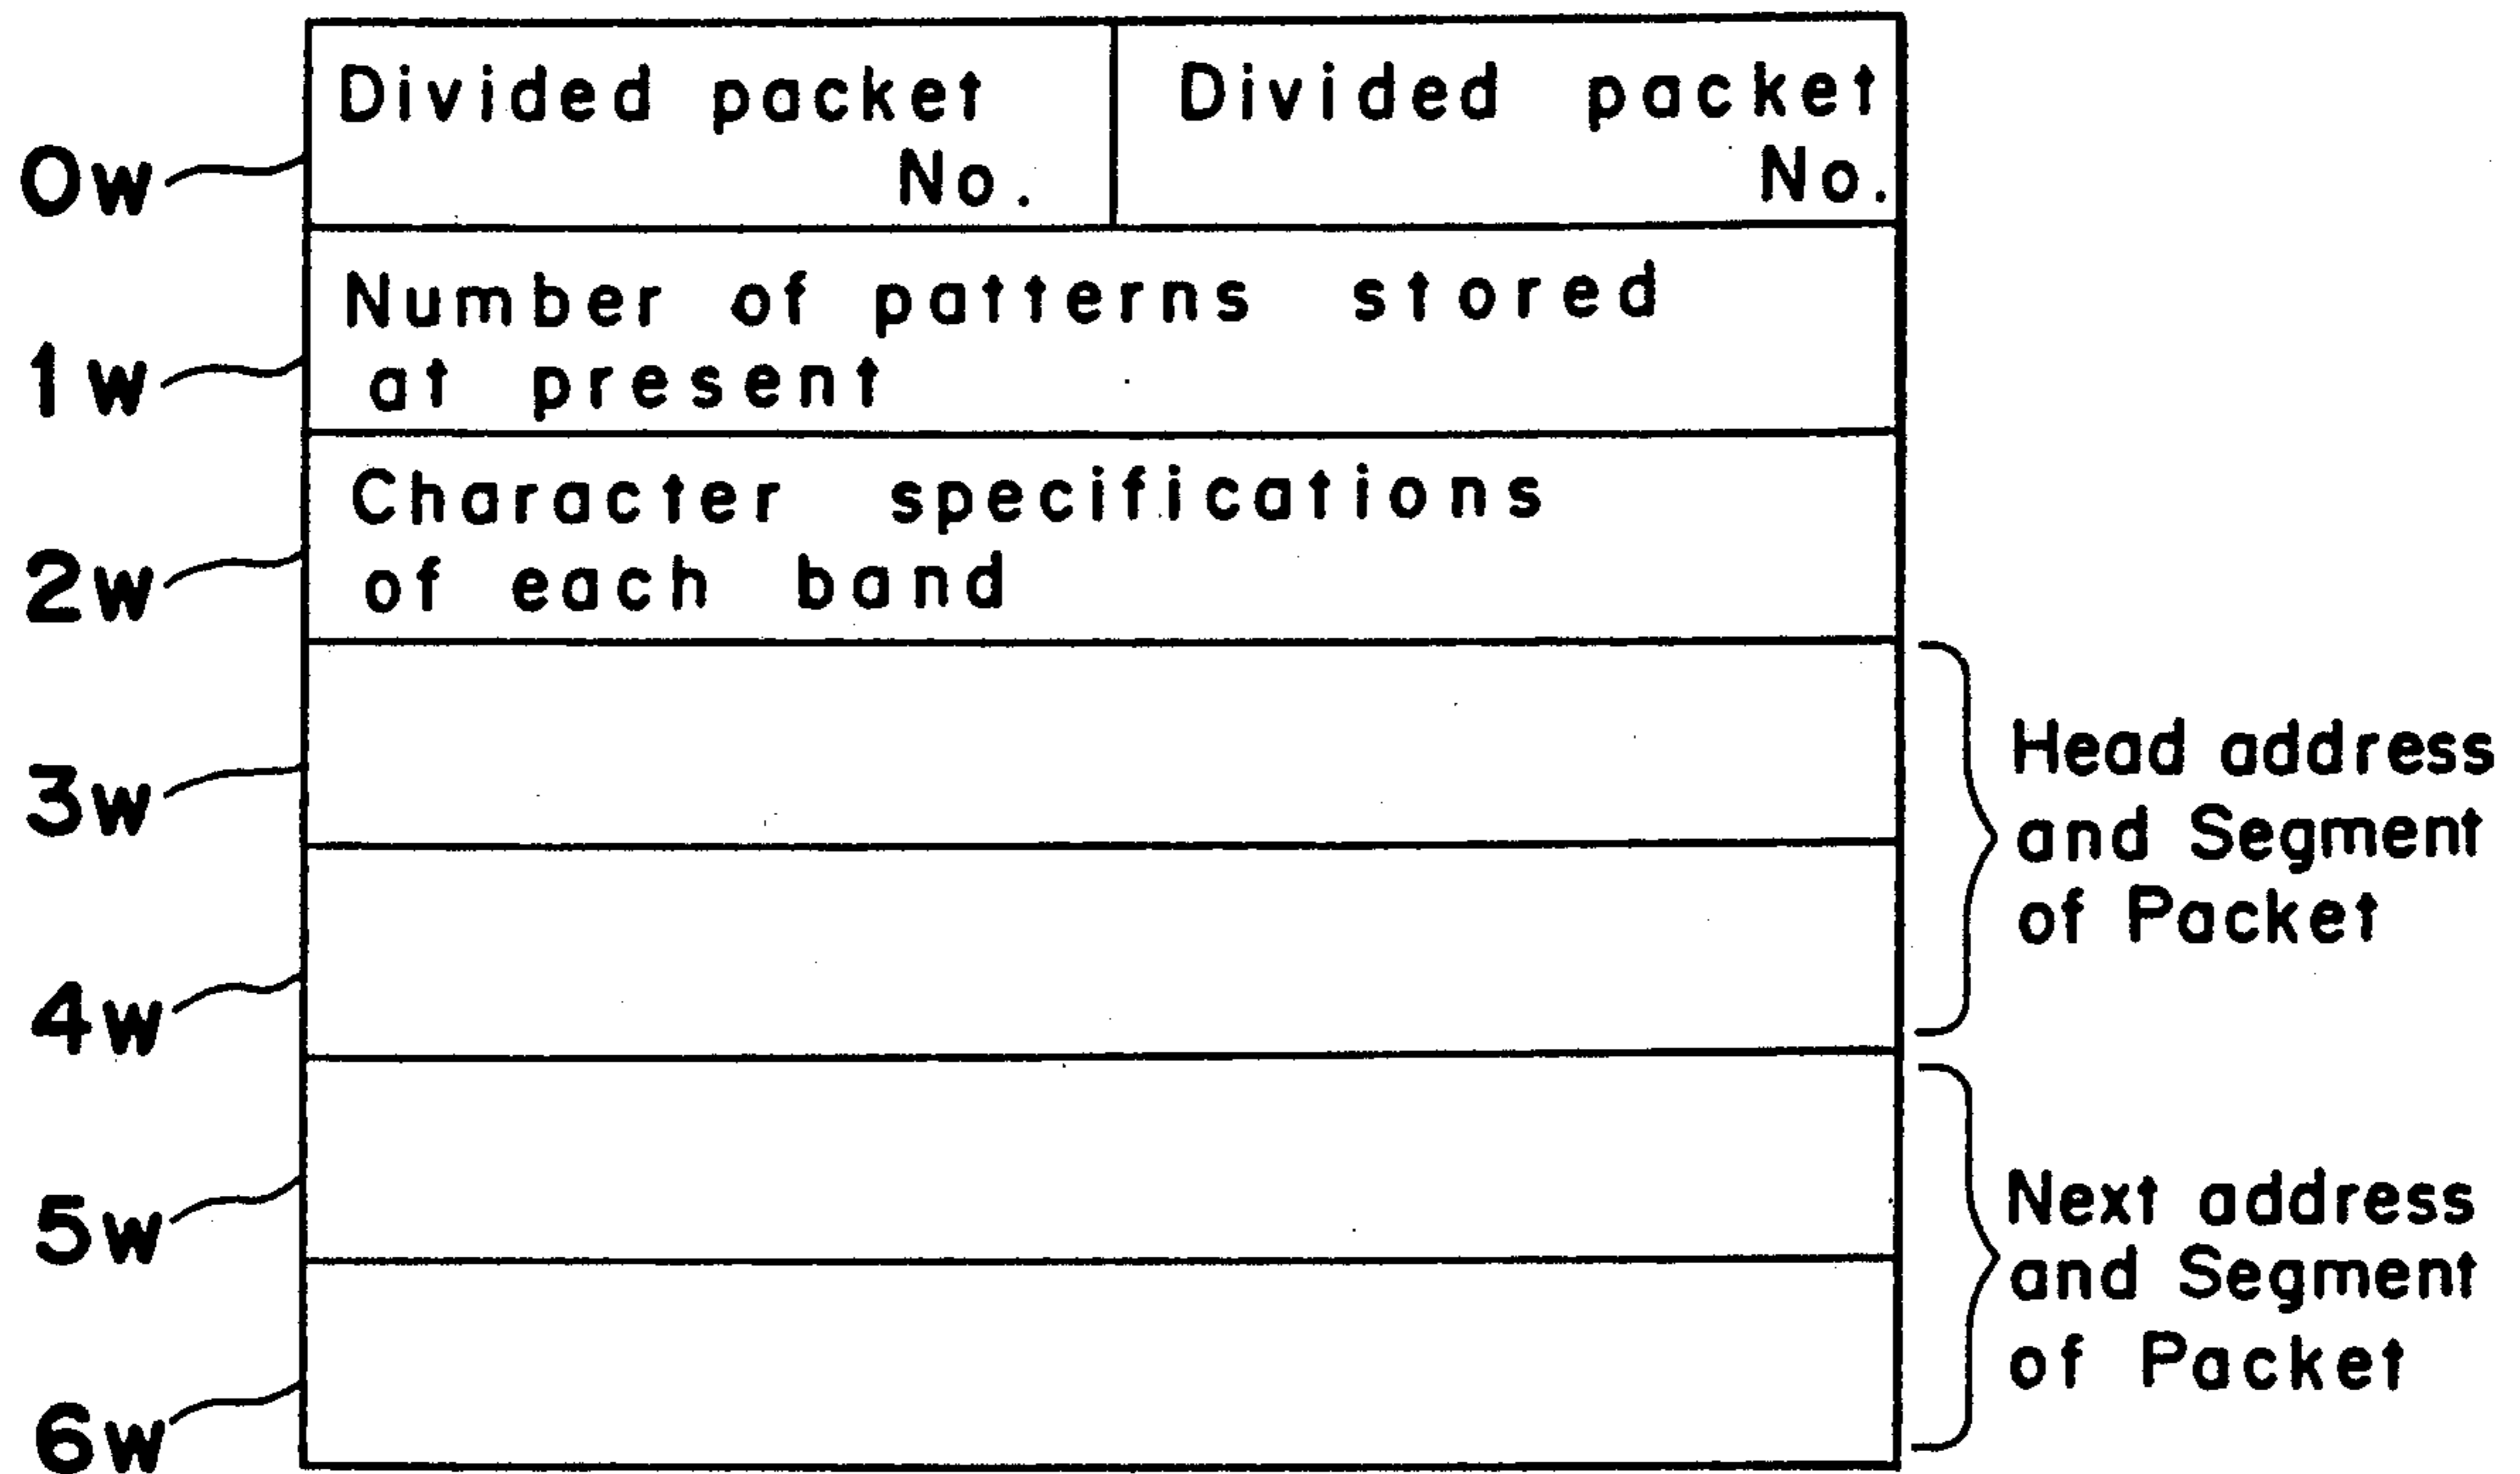 Divided packet
No.
Divided packet
No.
0w
Number of patterns stored
at present
1w
Character specifications
of each band
2w
3w
Head address
and Segment
of Packet
4w
5w
Next address
and Segment
of Packet
6w